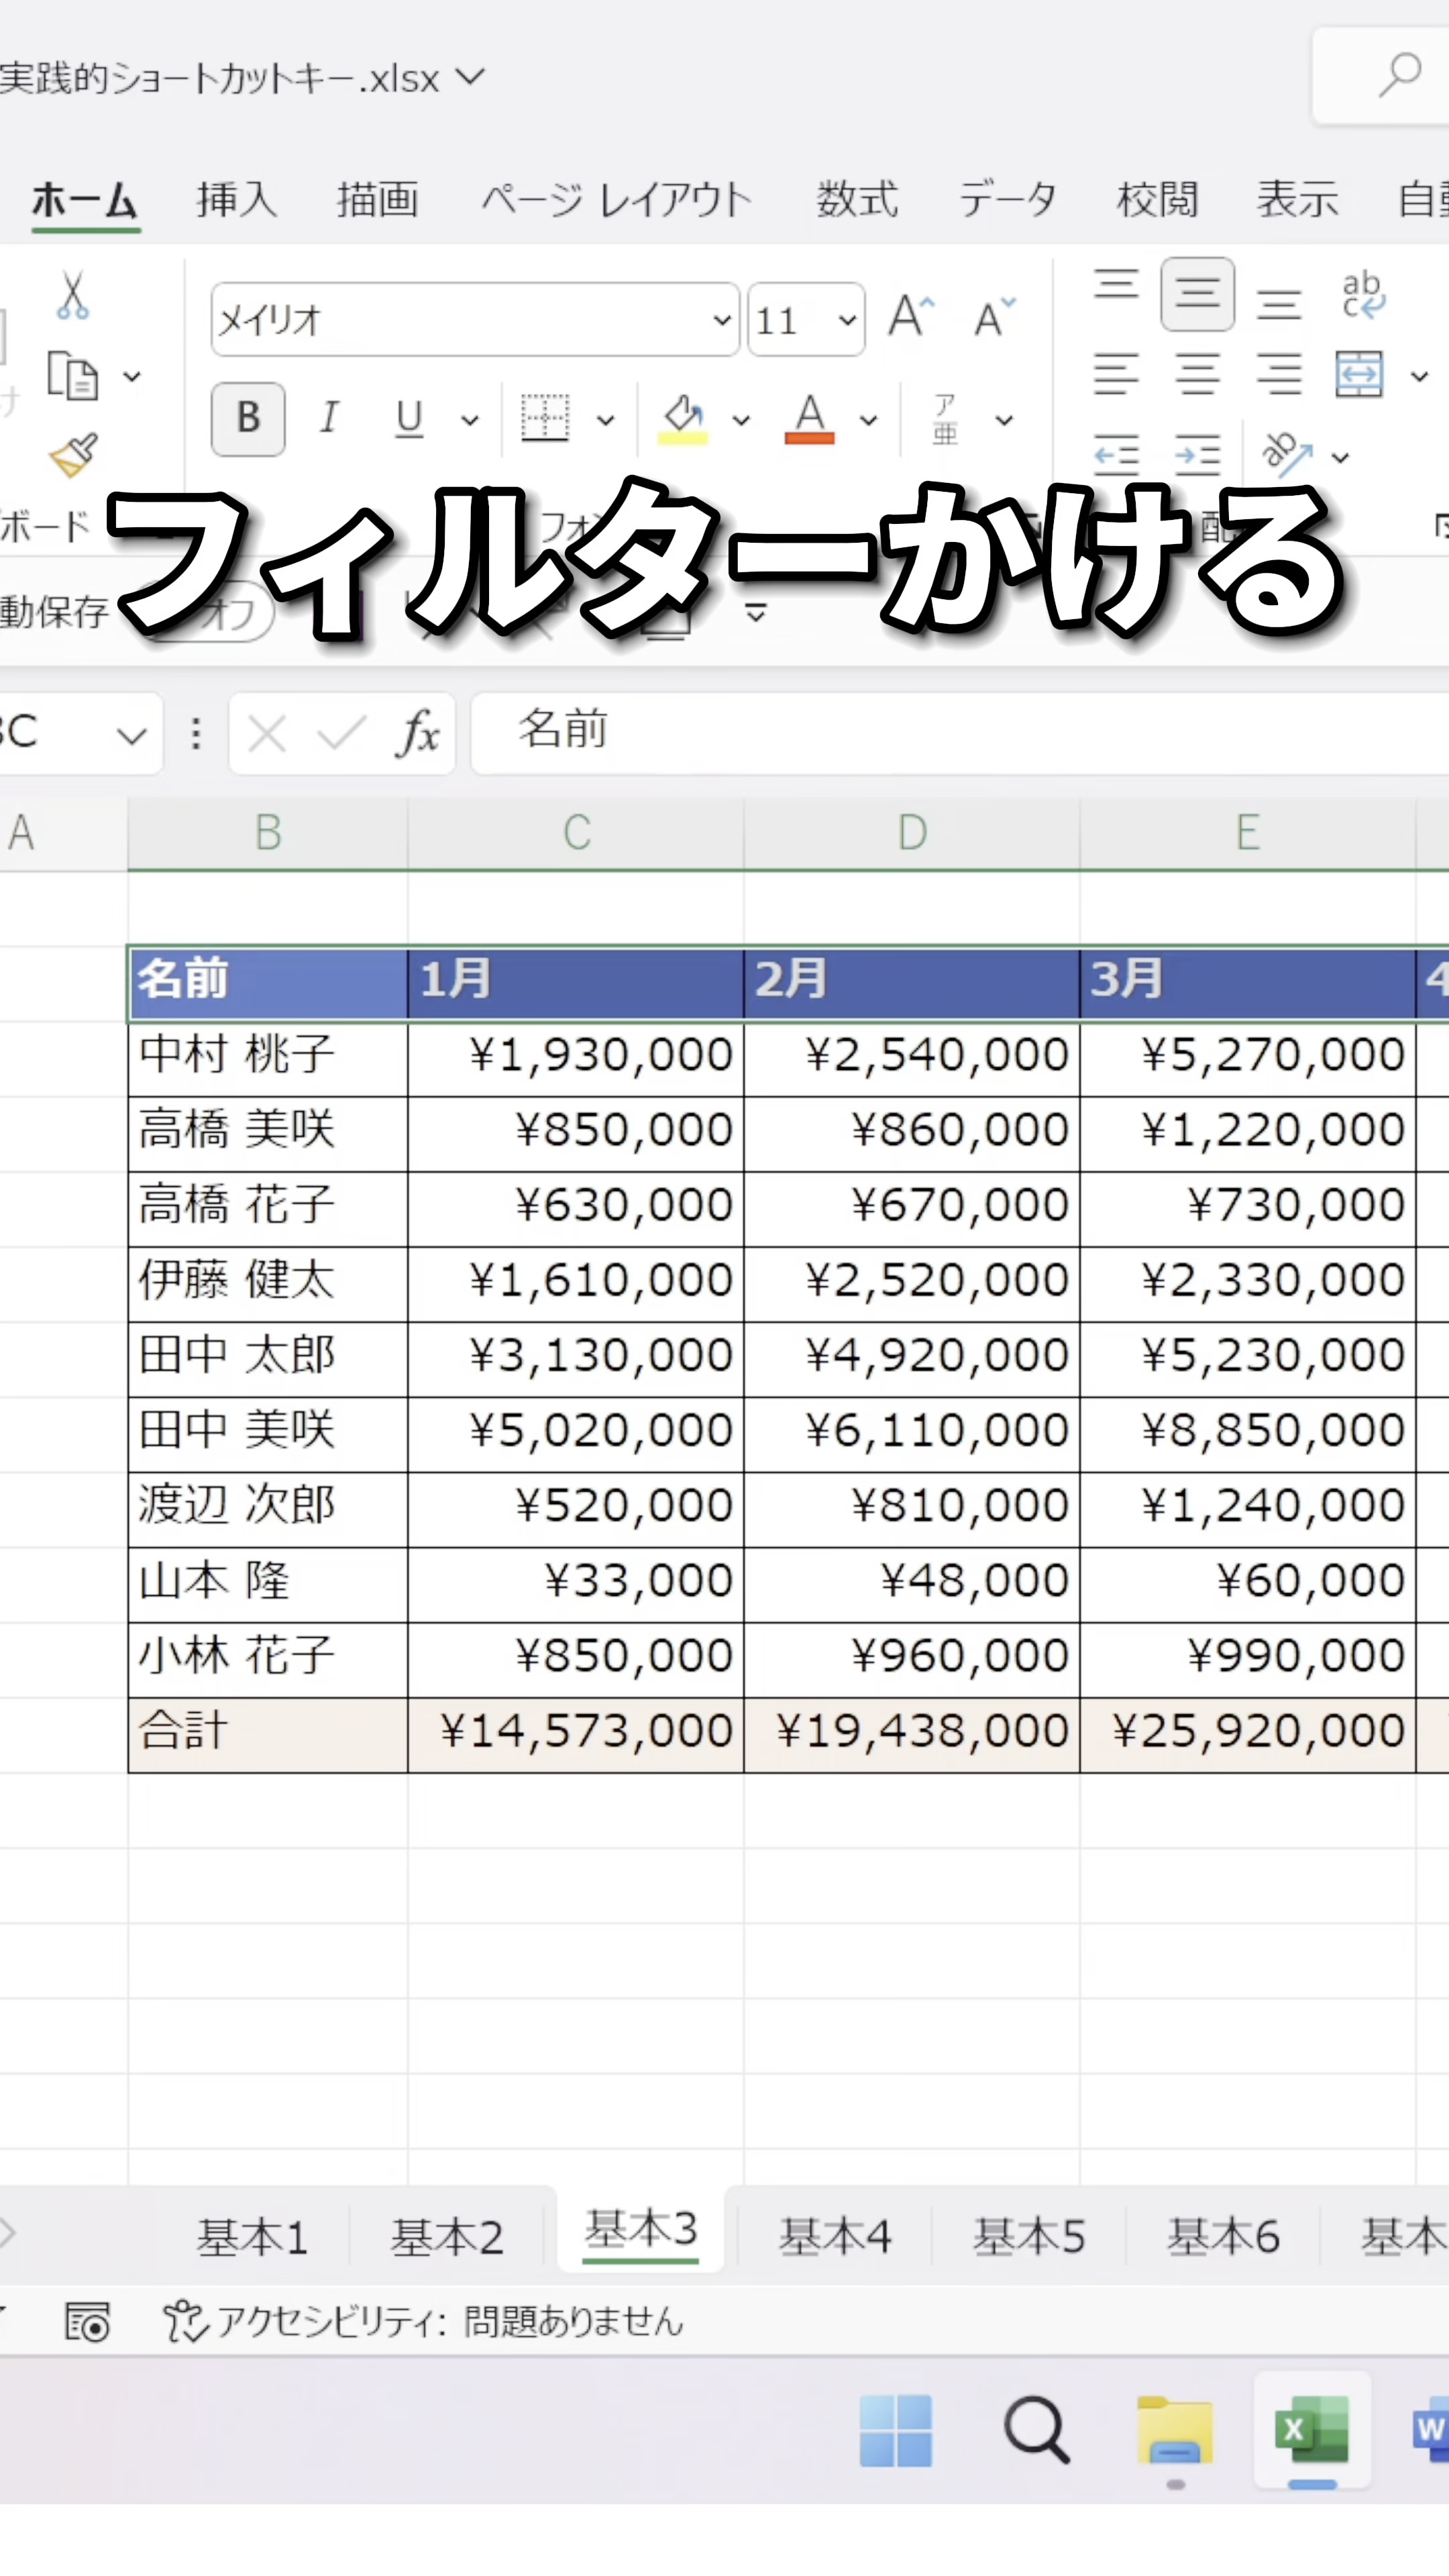 実践的ショートカットキー.xlsx
ホーム 挿入 描画 ページ レイアウト 数式 データ 校閲 表示 自動
メイリオ 11
B I U A ア亜 ab
ボード
フィルターかける
動保存 オフ
名前
A B C D E
名前 1月 2月 3月 4
中村 桃子 ¥1,930,000 ¥2,540,000 ¥5,270,000
高橋 美咲 ¥850,000 ¥860,000 ¥1,220,000
高橋 花子 ¥630,000 ¥670,000 ¥730,000
伊藤 健太 ¥1,610,000 ¥2,520,000 ¥2,330,000
田中 太郎 ¥3,130,000 ¥4,920,000 ¥5,230,000
田中 美咲 ¥5,020,000 ¥6,110,000 ¥8,850,000
渡辺 次郎 ¥520,000 ¥810,000 ¥1,240,000
山本 隆 ¥33,000 ¥48,000 ¥60,000
小林 花子 ¥850,000 ¥960,000 ¥990,000
合計 ¥14,573,000 ¥19,438,000 ¥25,920,000
基本1 基本2 基本3 基本4 基本5 基本6 基本
アクセシビリティ: 問題ありません